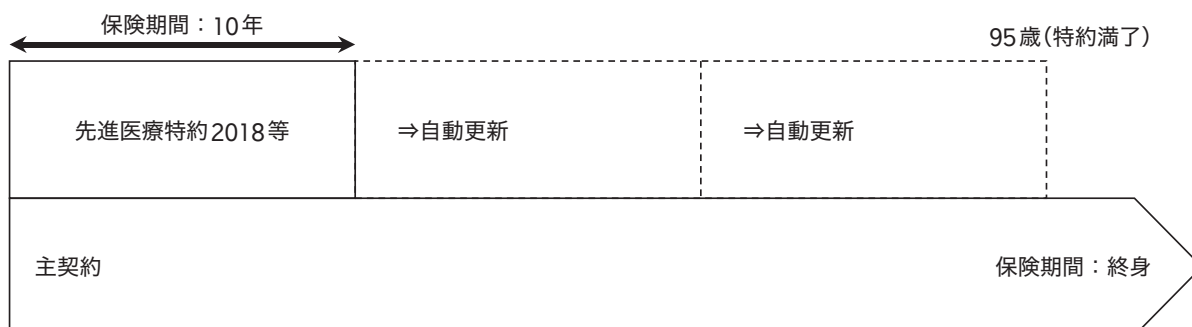 保険期間：10年
95歳（特約満了）
先進医療特約2018等
⇒自動更新
⇒自動更新
主契約
保険期間：終身